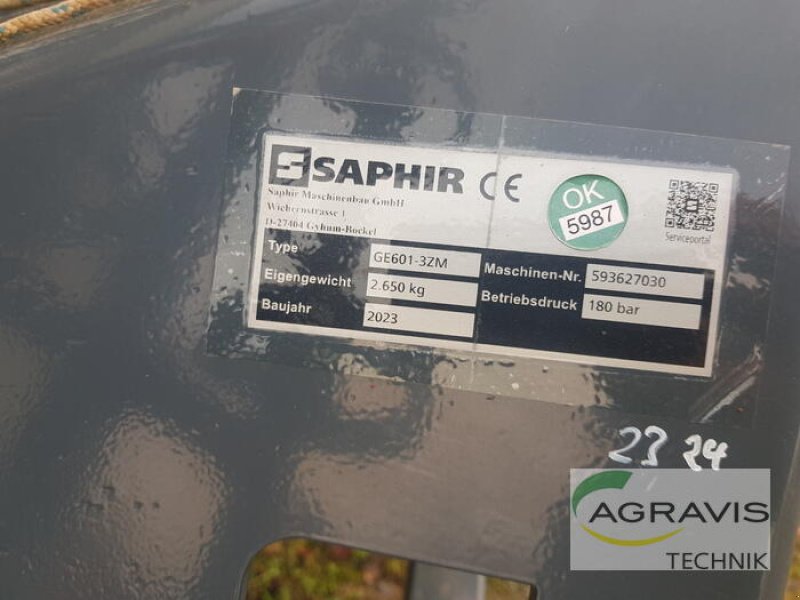 SAPHIR CE
Saphir Maschinenbau GmbH
Wichernstrasse 1
D-27404 Gyhum-Bockel
OK
5987
Serviceportal
Type GE601-3ZM
Eigengewicht 2.650 kg
Baujahr 2023
Maschinen-Nr. 593627030
Betriebsdruck 180 bar
23 24
AGRAVIS
TECHNIK